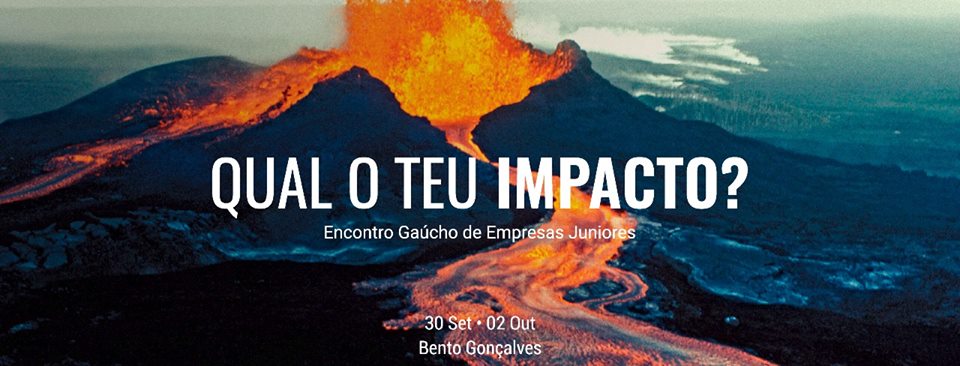 QUAL O TEU IMPACTO?
Encontro Gaúcho de Empresas Juniores
30 Set • 02 Out
Bento Gonçalves